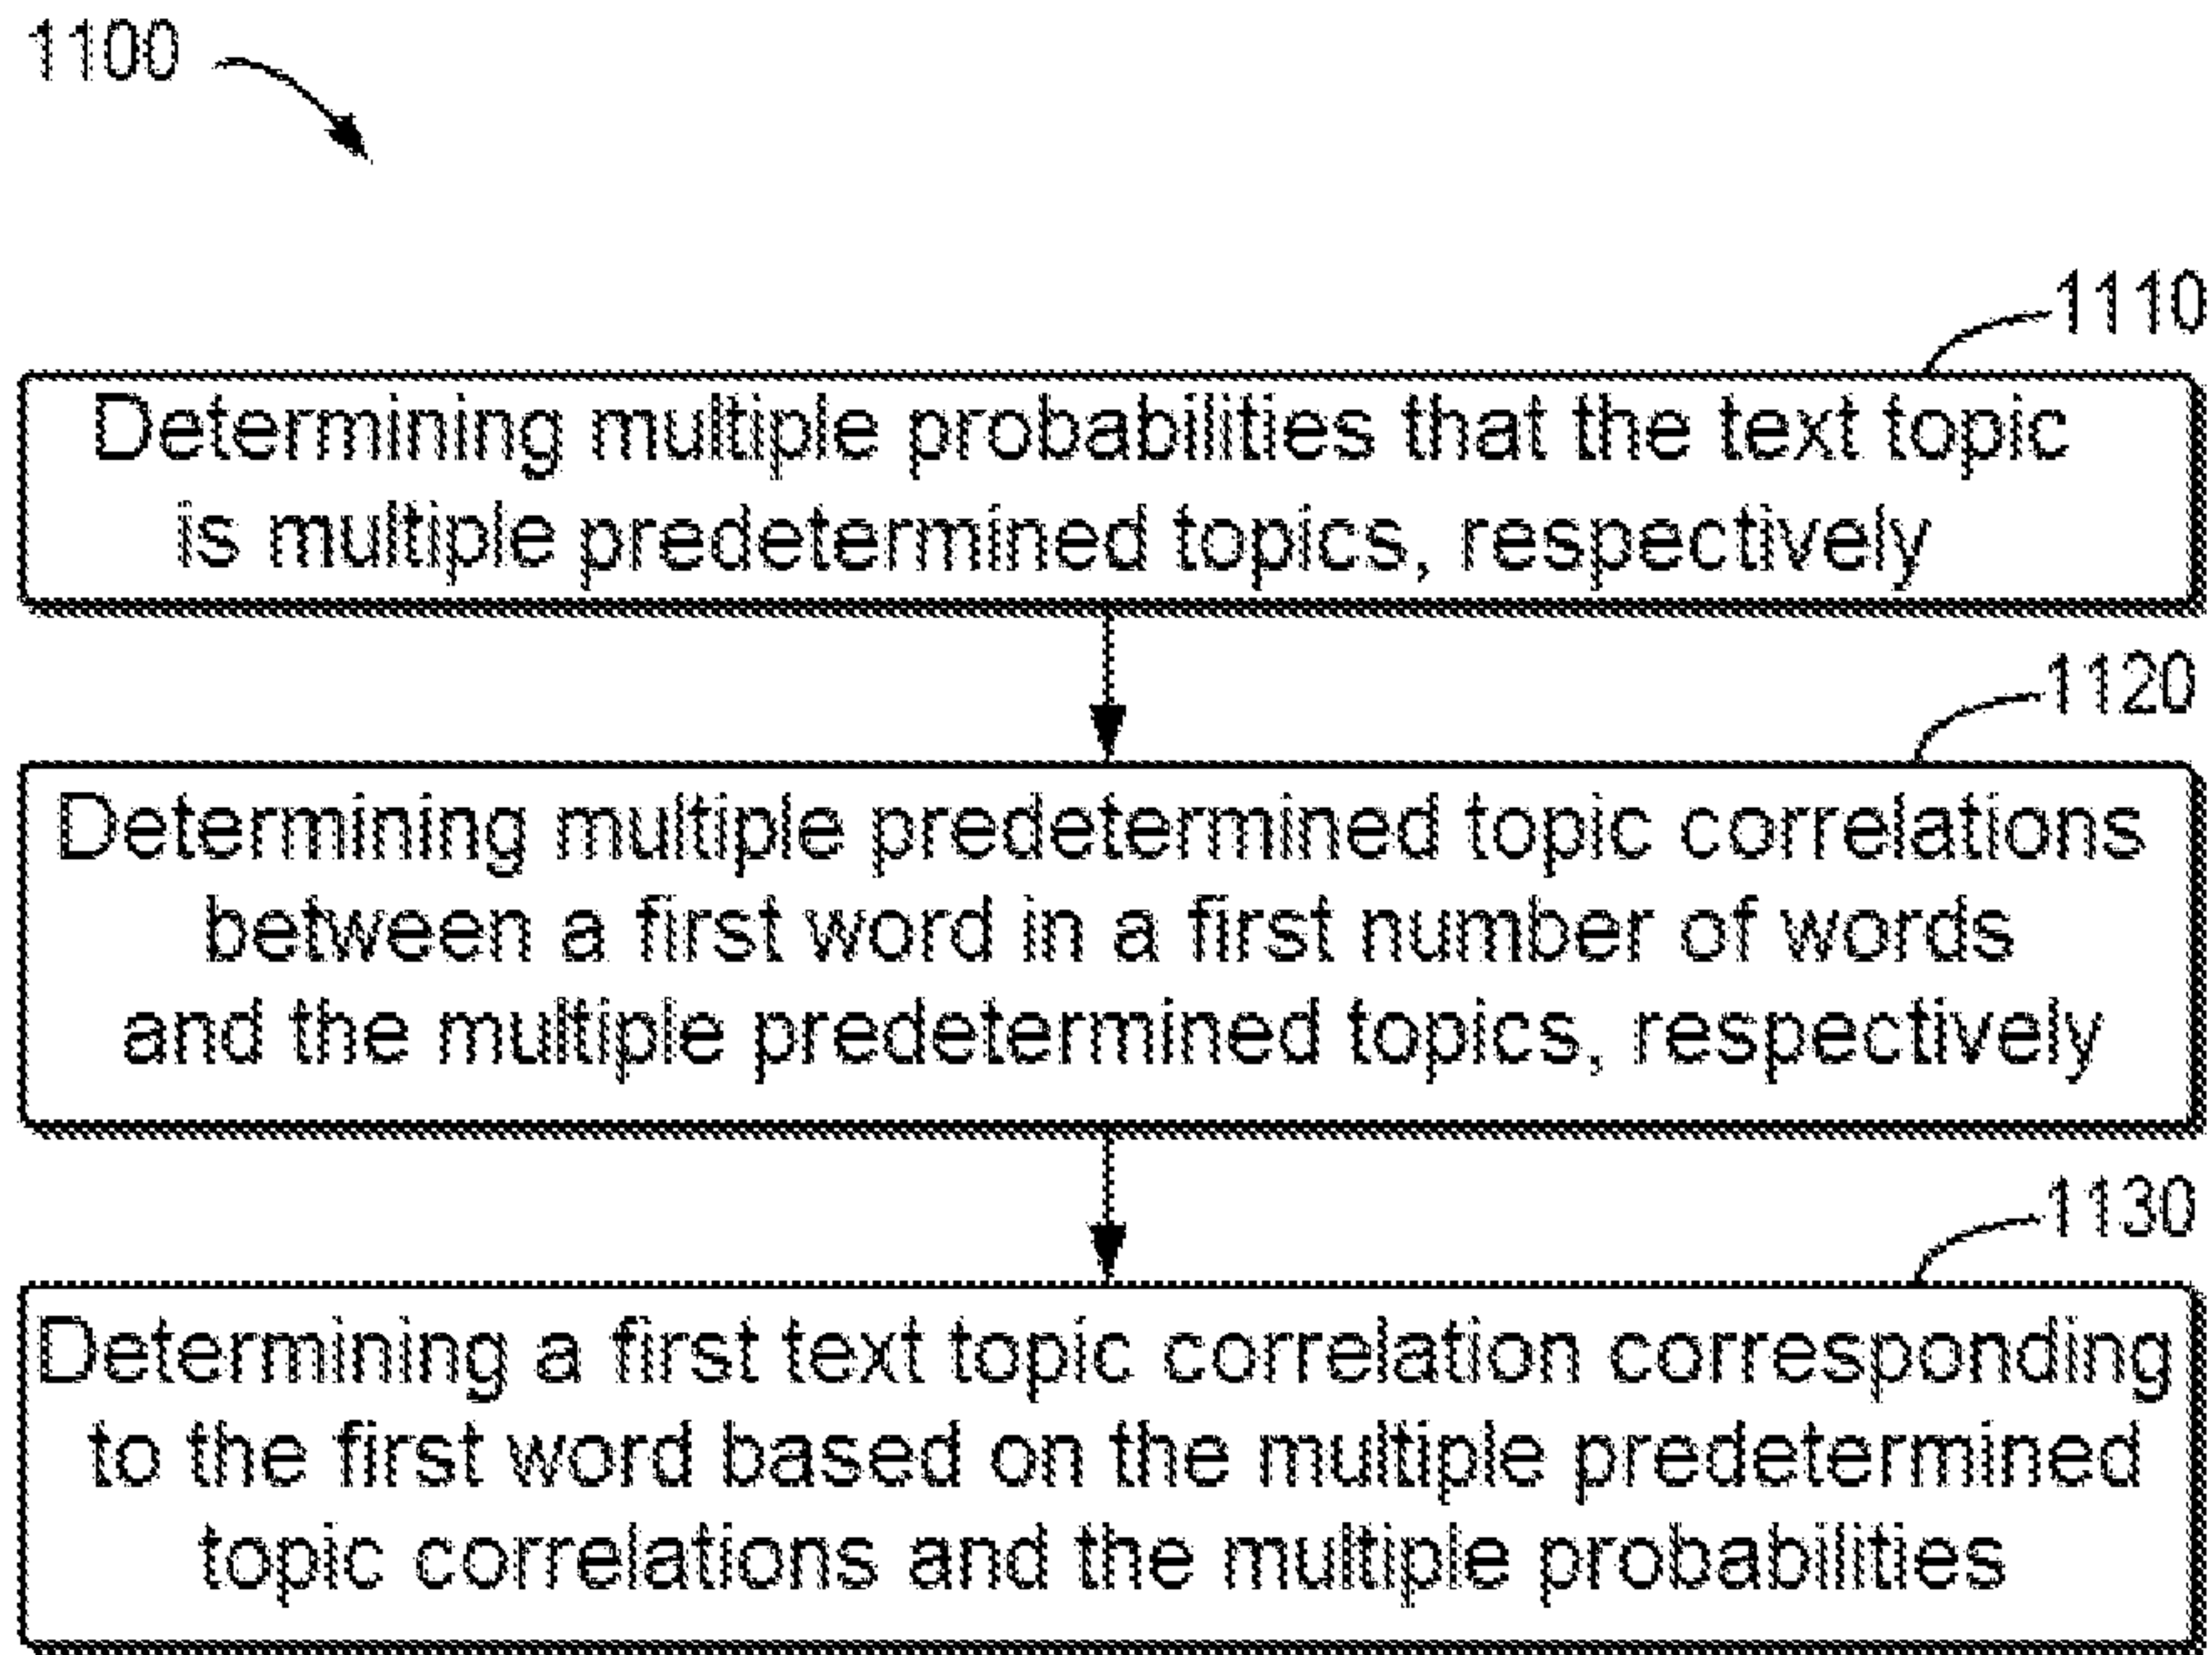 1100
1110
Determining multiple probabilities that the text topic
is multiple predetermined topics, respectively
1120
Determining multiple predetermined topic correlations
between a first word in a first number of words
and the multiple predetermined topics, respectively
1130
Determining a first text topic correlation corresponding
to the first word based on the multiple predetermined
topic correlations and the multiple probabilities